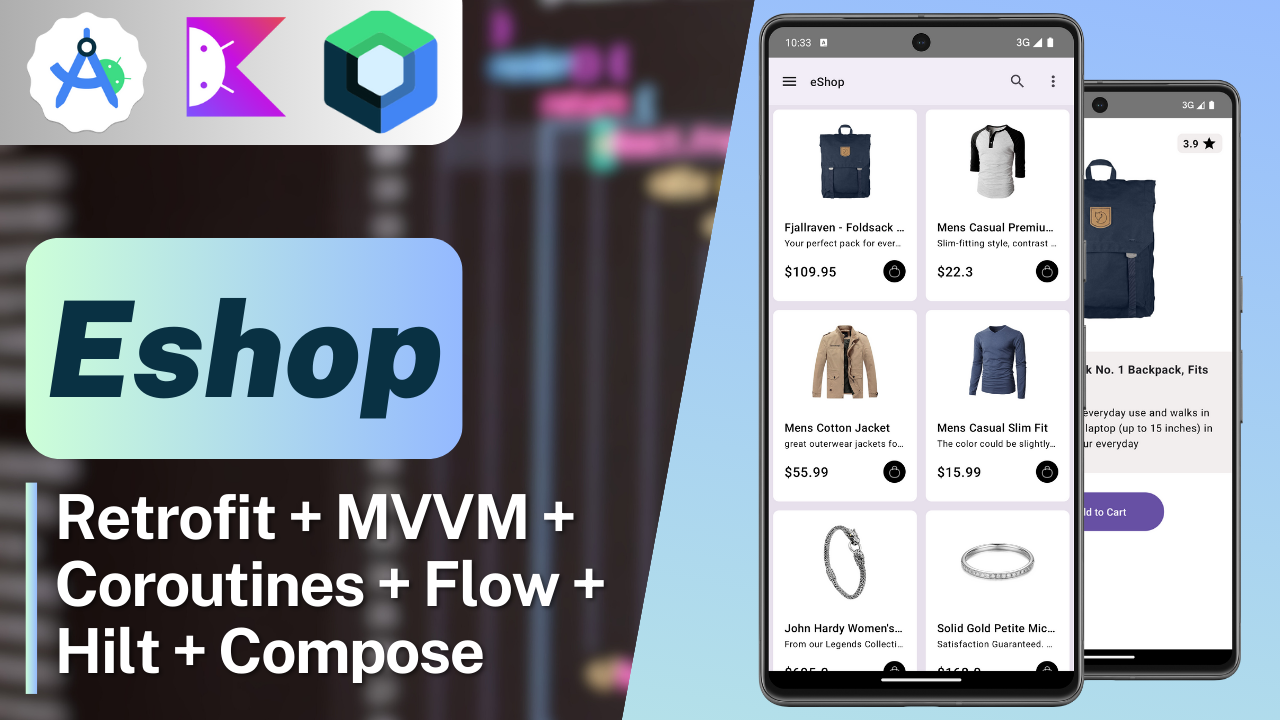 Eshop
Retrofit + MVVM +
Coroutines + Flow +
Hilt + Compose
10:33
3G
eShop
Fjallraven - Foldsack ...
Your perfect pack for ever...
$109.95
Mens Casual Premiu...
Slim-fitting style, contrast ...
$22.3
Mens Cotton Jacket
great outerwear jackets fo...
$55.99
Mens Casual Slim Fit
The color could be slightly...
$15.99
John Hardy Women's...
From our Legends Collecti...
Solid Gold Petite Mic...
Satisfaction Guaranteed. ...
3G
3.9
k No. 1 Backpack, Fits
everyday use and walks in
laptop (up to 15 inches) in
ur everyday
dd to Cart